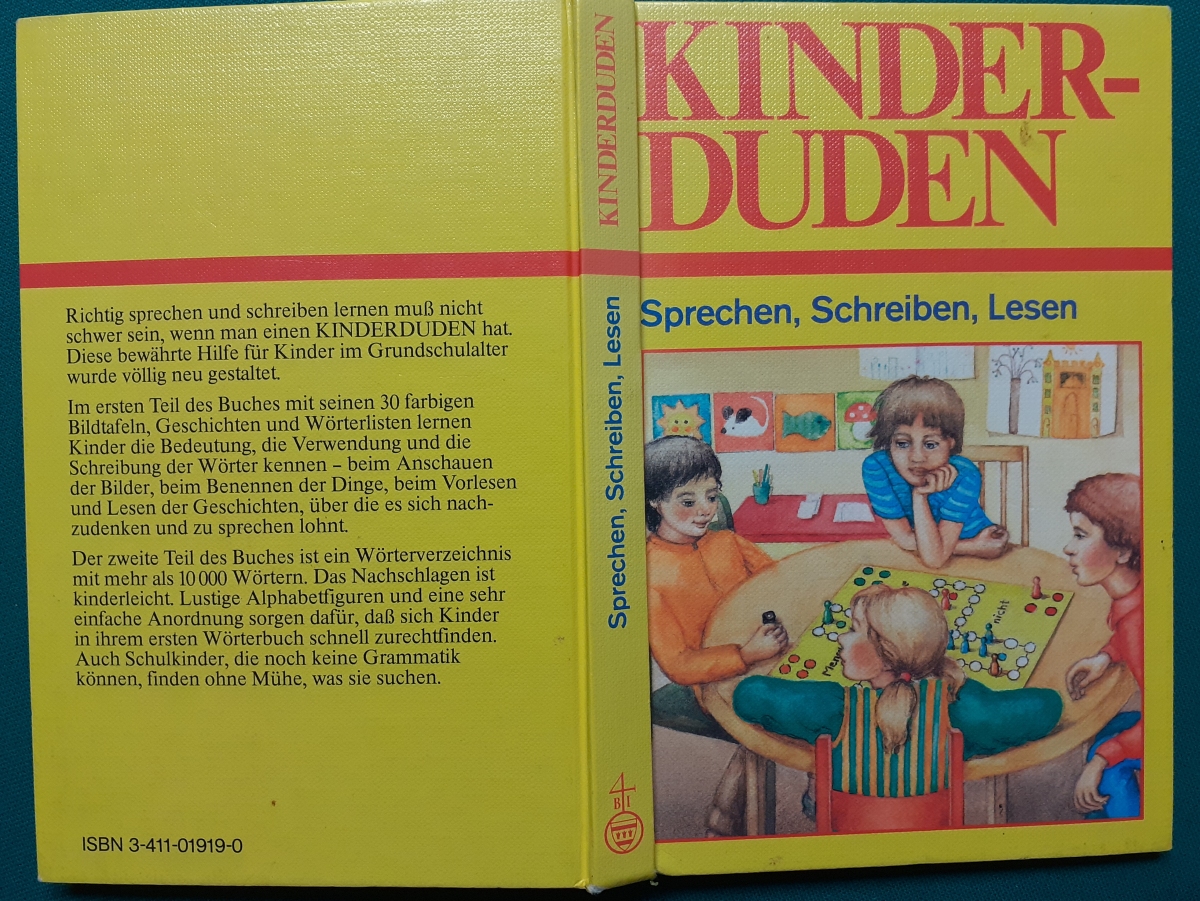 Richtig sprechen und schreiben lernen muß nicht
schwer sein, wenn man einen KINDERDUDEN hat.
Diese bewährte Hilfe für Kinder im Grundschulalter
wurde völlig neu gestaltet.
Im ersten Teil des Buches mit seinen 30 farbigen
Bildtafeln, Geschichten und Wörterlisten lernen
Kinder die Bedeutung, die Verwendung und die
Schreibung der Wörter kennen – beim Anschauen
der Bilder, beim Benennen der Dinge, beim Vorlesen
und Lesen der Geschichten, über die es sich nach-
zudenken und zu sprechen lohnt.
Der zweite Teil des Buches ist ein Wörterverzeichnis
mit mehr als 10 000 Wörtern. Das Nachschlagen ist
kinderleicht. Lustige Alphabetfiguren und eine sehr
einfache Anordnung sorgen dafür, daß sich Kinder
in ihrem ersten Wörterbuch schnell zurechtfinden.
Auch Schulkinder, die noch keine Grammatik
können, finden ohne Mühe, was sie suchen.
ISBN 3-411-01919-0
KINDERDUDEN
Sprechen, Schreiben, Lesen
B I
KINDER-
DUDEN
Sprechen, Schreiben, Lesen
nicht